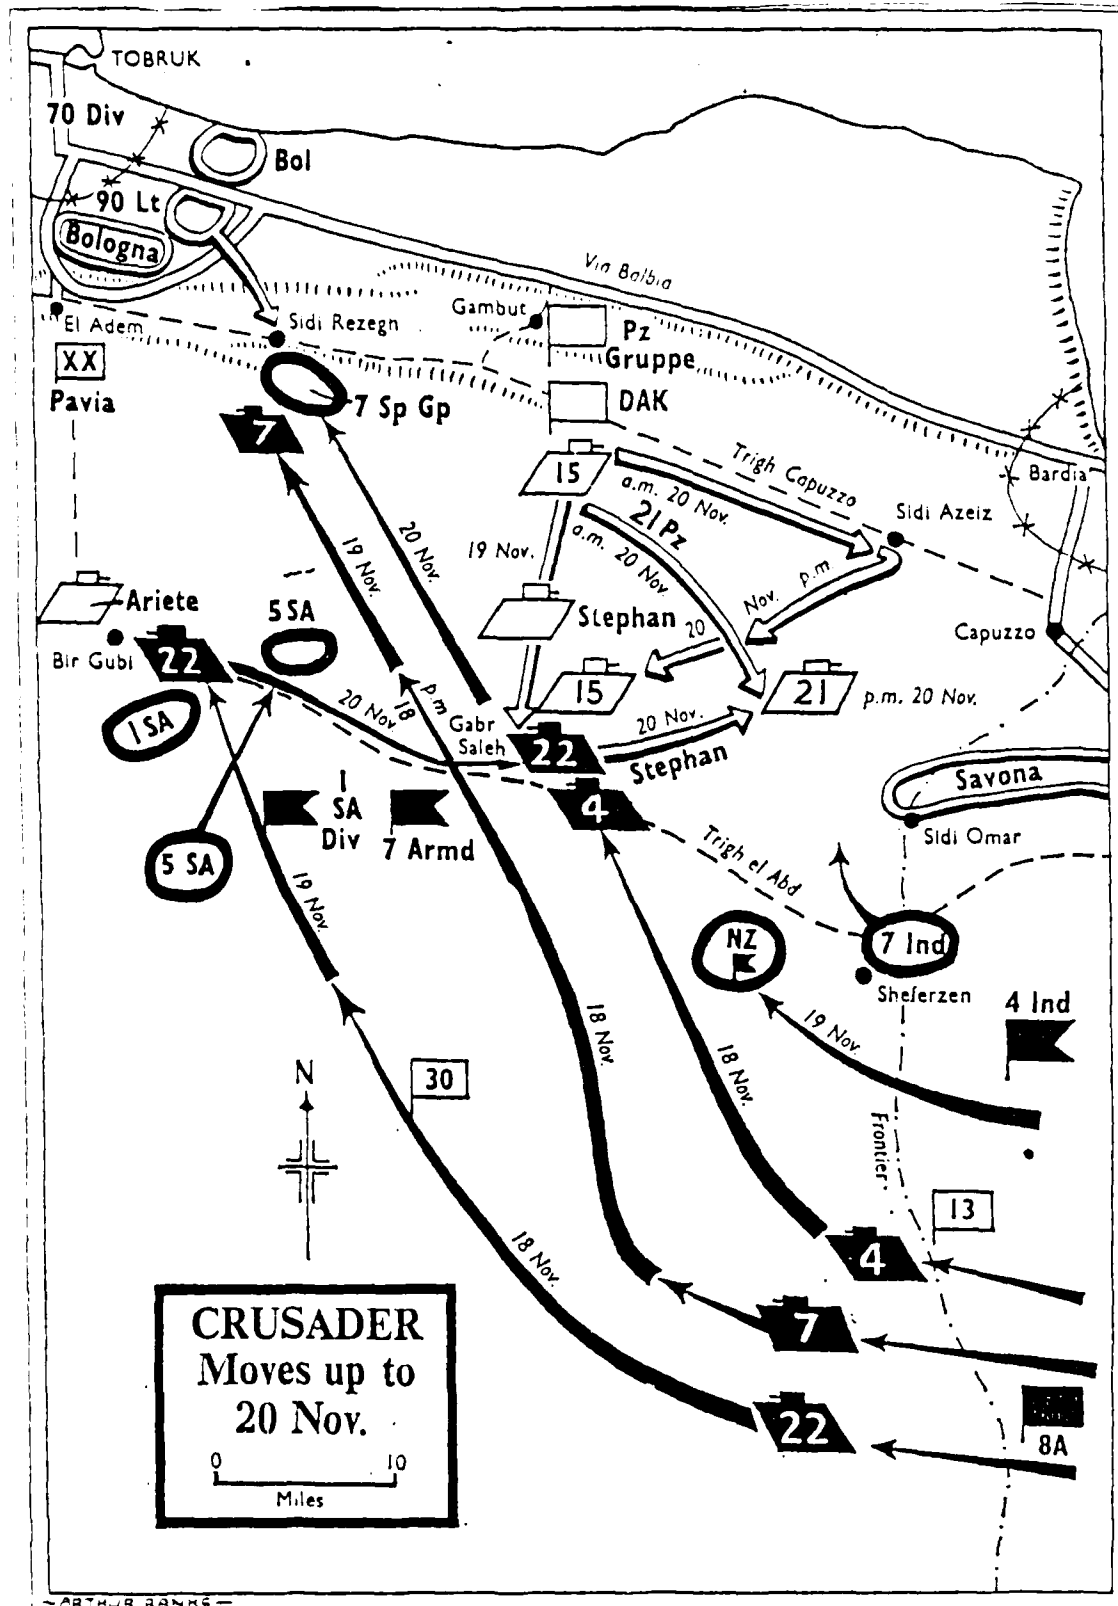 TOBRUK
70 Div
Bol
90 Lt
Bologna
Via Balbia
El Adem
Sidi Rezegh
Gambut
Pz
Gruppe
XX
Pavia
7 Sp Gp
DAK
7
15
Trigh Capuzzo
Bardia
a.m. 20 Nov.
21 Pz
a.m. 20 Nov.
Sidi Azeiz
19 Nov.
20 Nov.
19 Nov.
p.m.
Nov.
20
Ariete
5 SA
Stephan
Capuzzo
Bir Gubi
22
15
21
p.m. 20 Nov.
1 SA
20 Nov.
p.m
18
Gabr
Saleh
22
20 Nov.
Stephan
Savona
4
1
SA
Div
7 Armd
Sidi Omar
5 SA
Trigh el Abd
19 Nov.
NZ
7 Ind
Sheferzen
4 Ind
18 Nov.
19 Nov.
18 Nov.
N
30
Frontier
13
18 Nov.
4
7
22
8A
CRUSADER
Moves up to
20 Nov.
0 10
Miles
~ARTHUR BANKS~